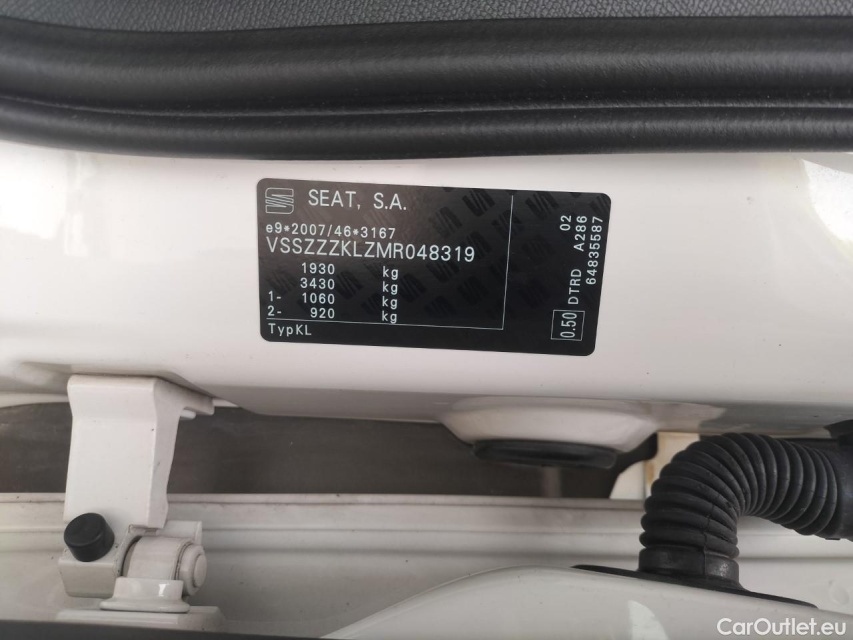 SEAT, S.A.
e9*2007/46*3167
VSSZZZKLZMR048319
1930 kg
3430 kg
1- 1060 kg
2- 920 kg
TypKL
0.50 DTRD A286 02
64835587
CarOutlet.eu